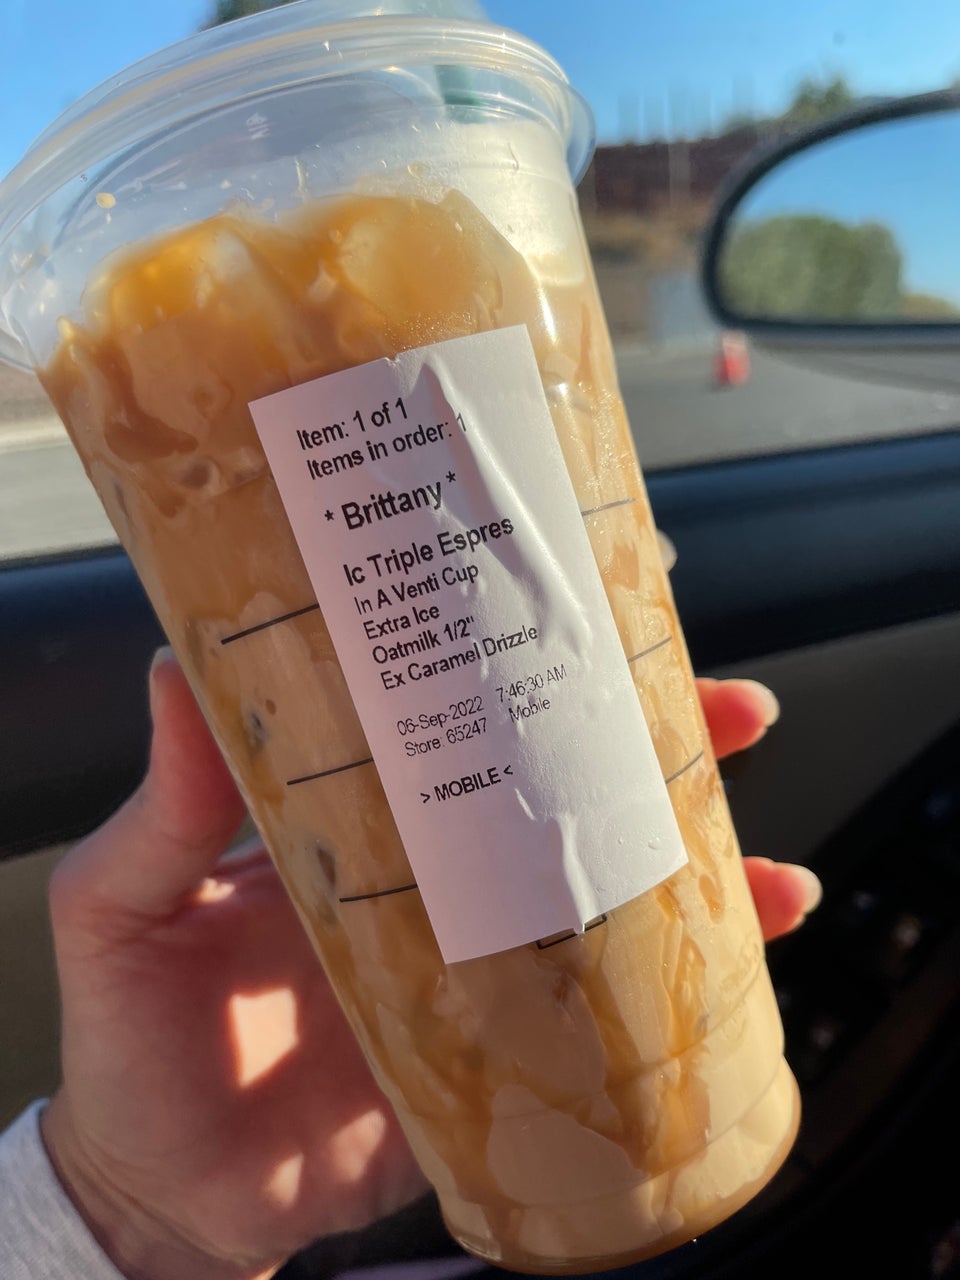 Item: 1 of 1
Items in order: 1
* Brittany *
Ic Triple Espres
In A Venti Cup
Extra Ice
Oatmilk 1/2"
Ex Caramel Drizzle
06-Sep-2022 7:46:30 AM
Store: 65247 Mobile
> MOBILE <